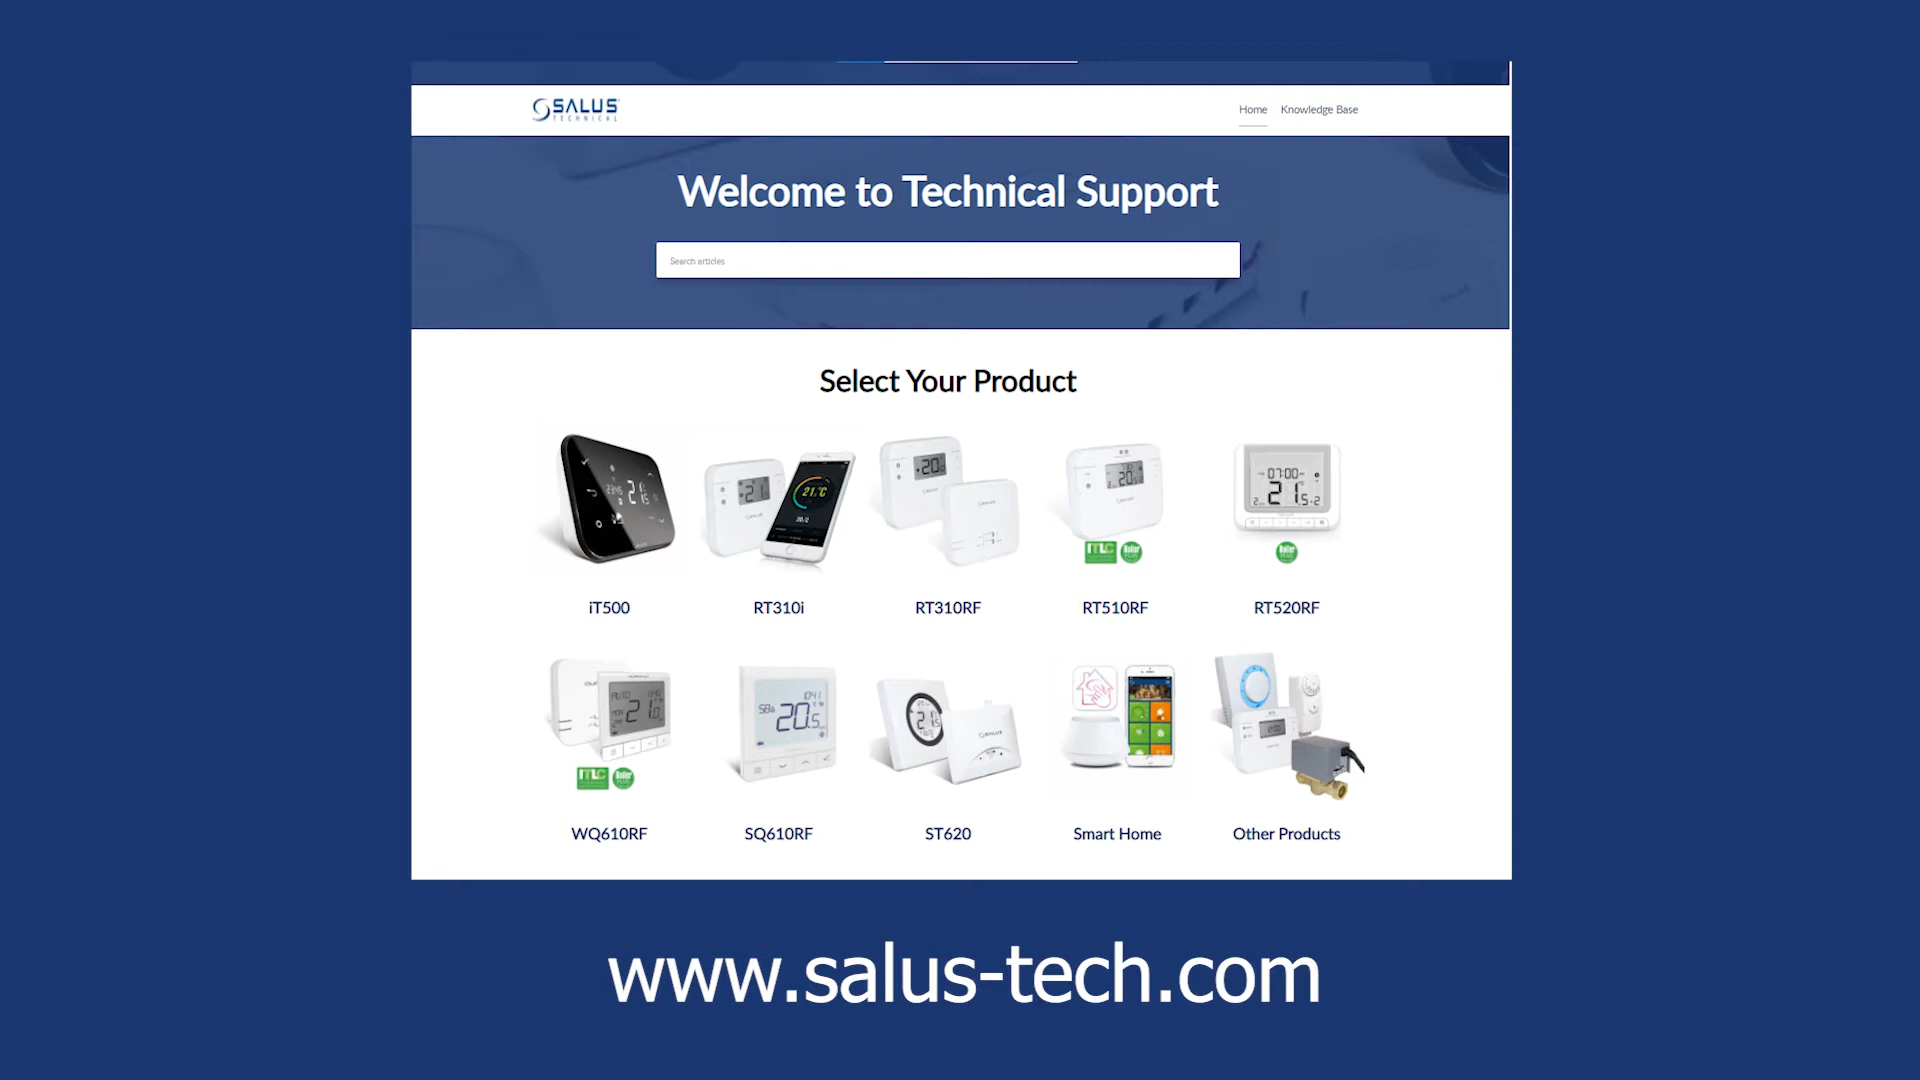 SALUS
TECHNICAL
Home Knowledge Base
Welcome to Technical Support
Search articles
Select Your Product
iT500 RT310i RT310RF RT510RF RT520RF
WQ610RF SQ610RF ST620 Smart Home Other Products
www.salus-tech.com